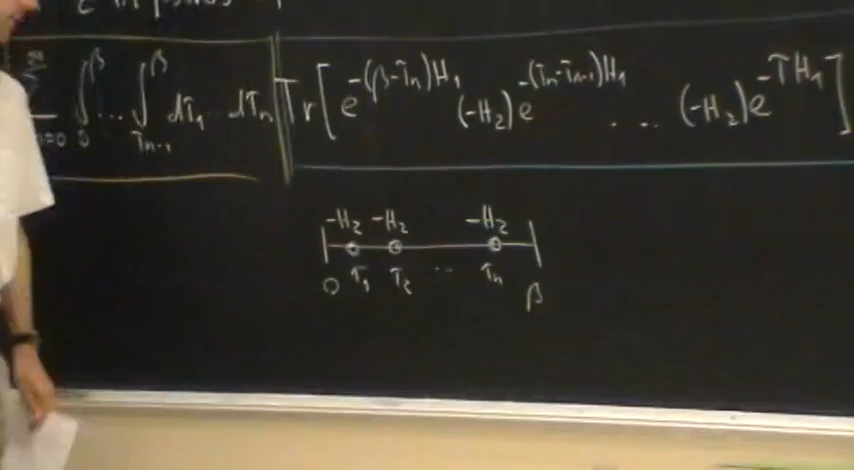 ∞ ∑ n=0 ∫₀^β ... ∫_{τₙ₋₁}^β dτ₁ ... dτₙ Tr[e^{-(β-τₙ)H₁} (-H₂) e^{-(τₙ-τₙ₋₁)H₁} .... (-H₂) e^{-τH₁}]
-H₂ -H₂ -H₂
0 τ₁ τ₂ .. τₙ β